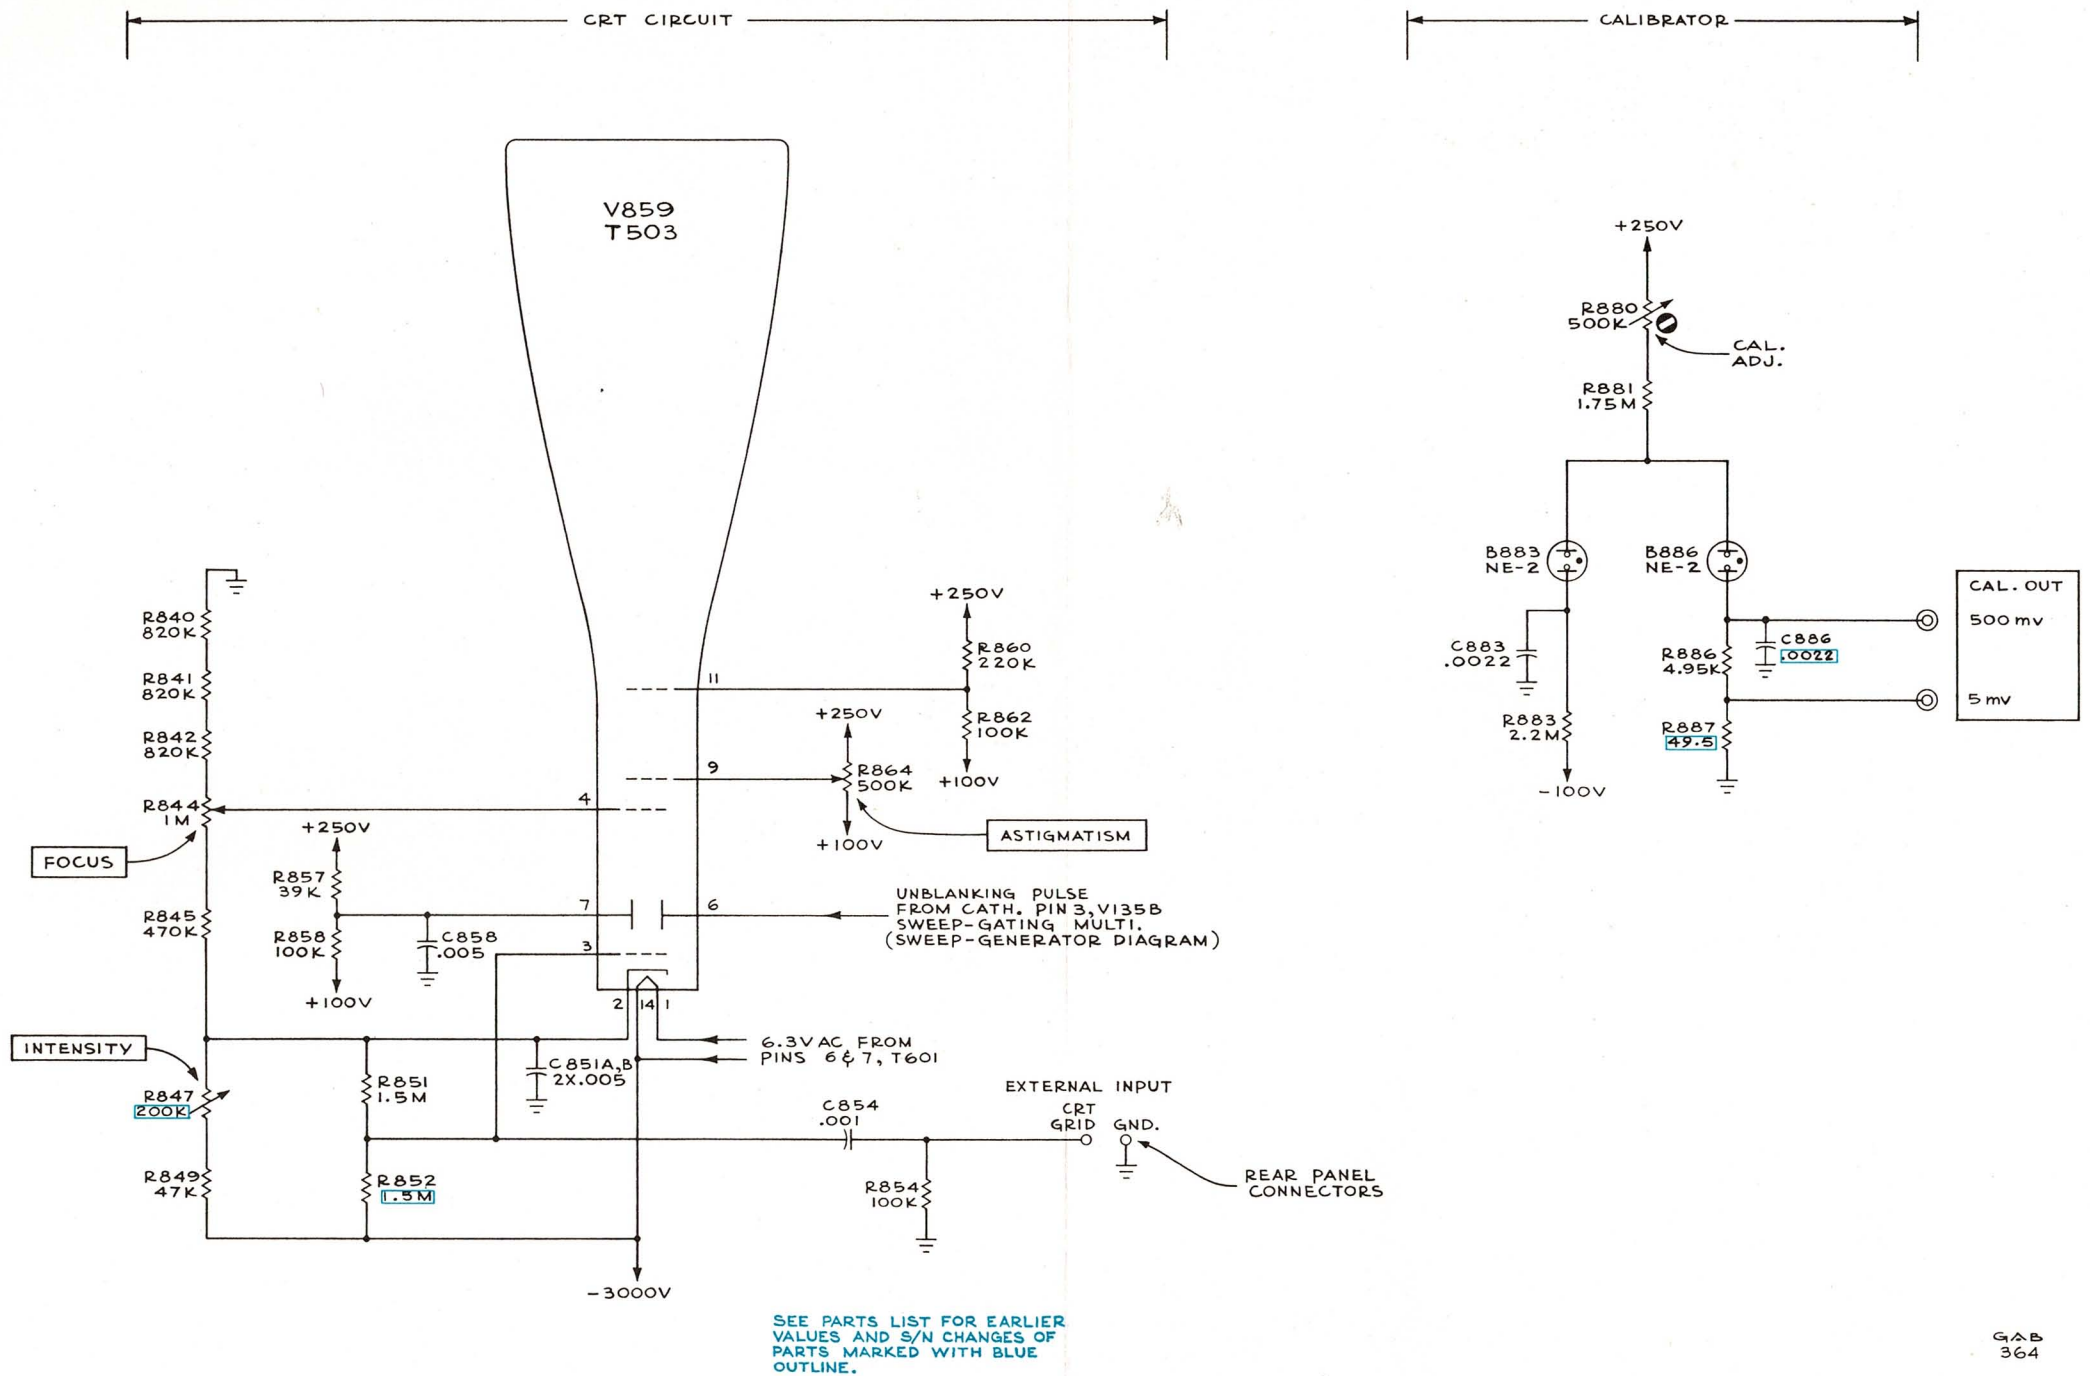 CRT CIRCUIT
CALIBRATOR
V859
T503
+250V
R880
500K
CAL.
ADJ.
R881
1.75M
B883
NE-2
B886
NE-2
CAL. OUT
500 mv
5 mv
C883
.0022
C886
.0022
R886
4.95K
R883
2.2M
R887
49.5
-100V
R840
820K
R841
820K
R842
820K
R844
1M
FOCUS
R845
470K
+250V
R857
39K
R858
100K
+100V
C858
.005
4
7
3
11
9
6
2
14
1
+250V
R860
220K
R862
100K
+100V
+250V
R864
500K
+100V
ASTIGMATISM
UNBLANKING PULSE
FROM CATH. PIN 3, V135B
SWEEP-GATING MULTI.
(SWEEP-GENERATOR DIAGRAM)
INTENSITY
R847
200K
R849
47K
R851
1.5M
R852
1.5M
C851A,B
2X.005
6.3V AC FROM
PINS 6 & 7, T601
C854
.001
R854
100K
EXTERNAL INPUT
CRT
GRID GND.
REAR PANEL
CONNECTORS
-3000V
SEE PARTS LIST FOR EARLIER
VALUES AND S/N CHANGES OF
PARTS MARKED WITH BLUE
OUTLINE.
GAB
364